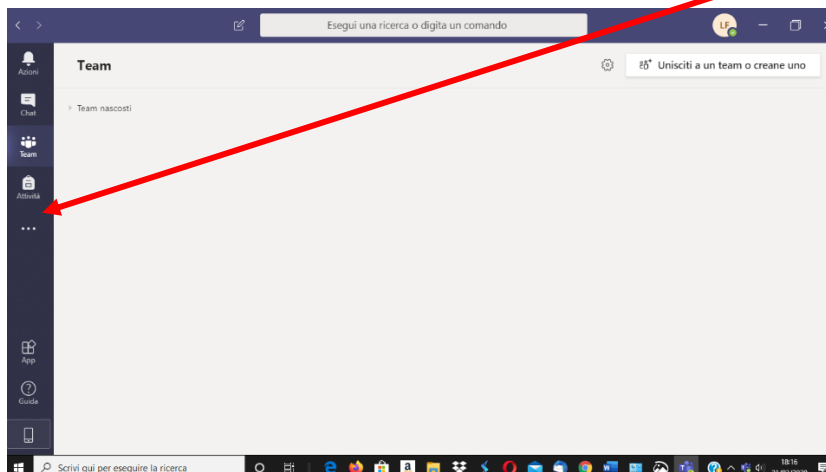 Esegui una ricerca o digita un comando
LF
Azioni
Team
Unisciti a un team o creane uno
Chat
Team nascosti
Team
Attività
App
Guida
Scrivi qui per eseguire la ricerca
18:16